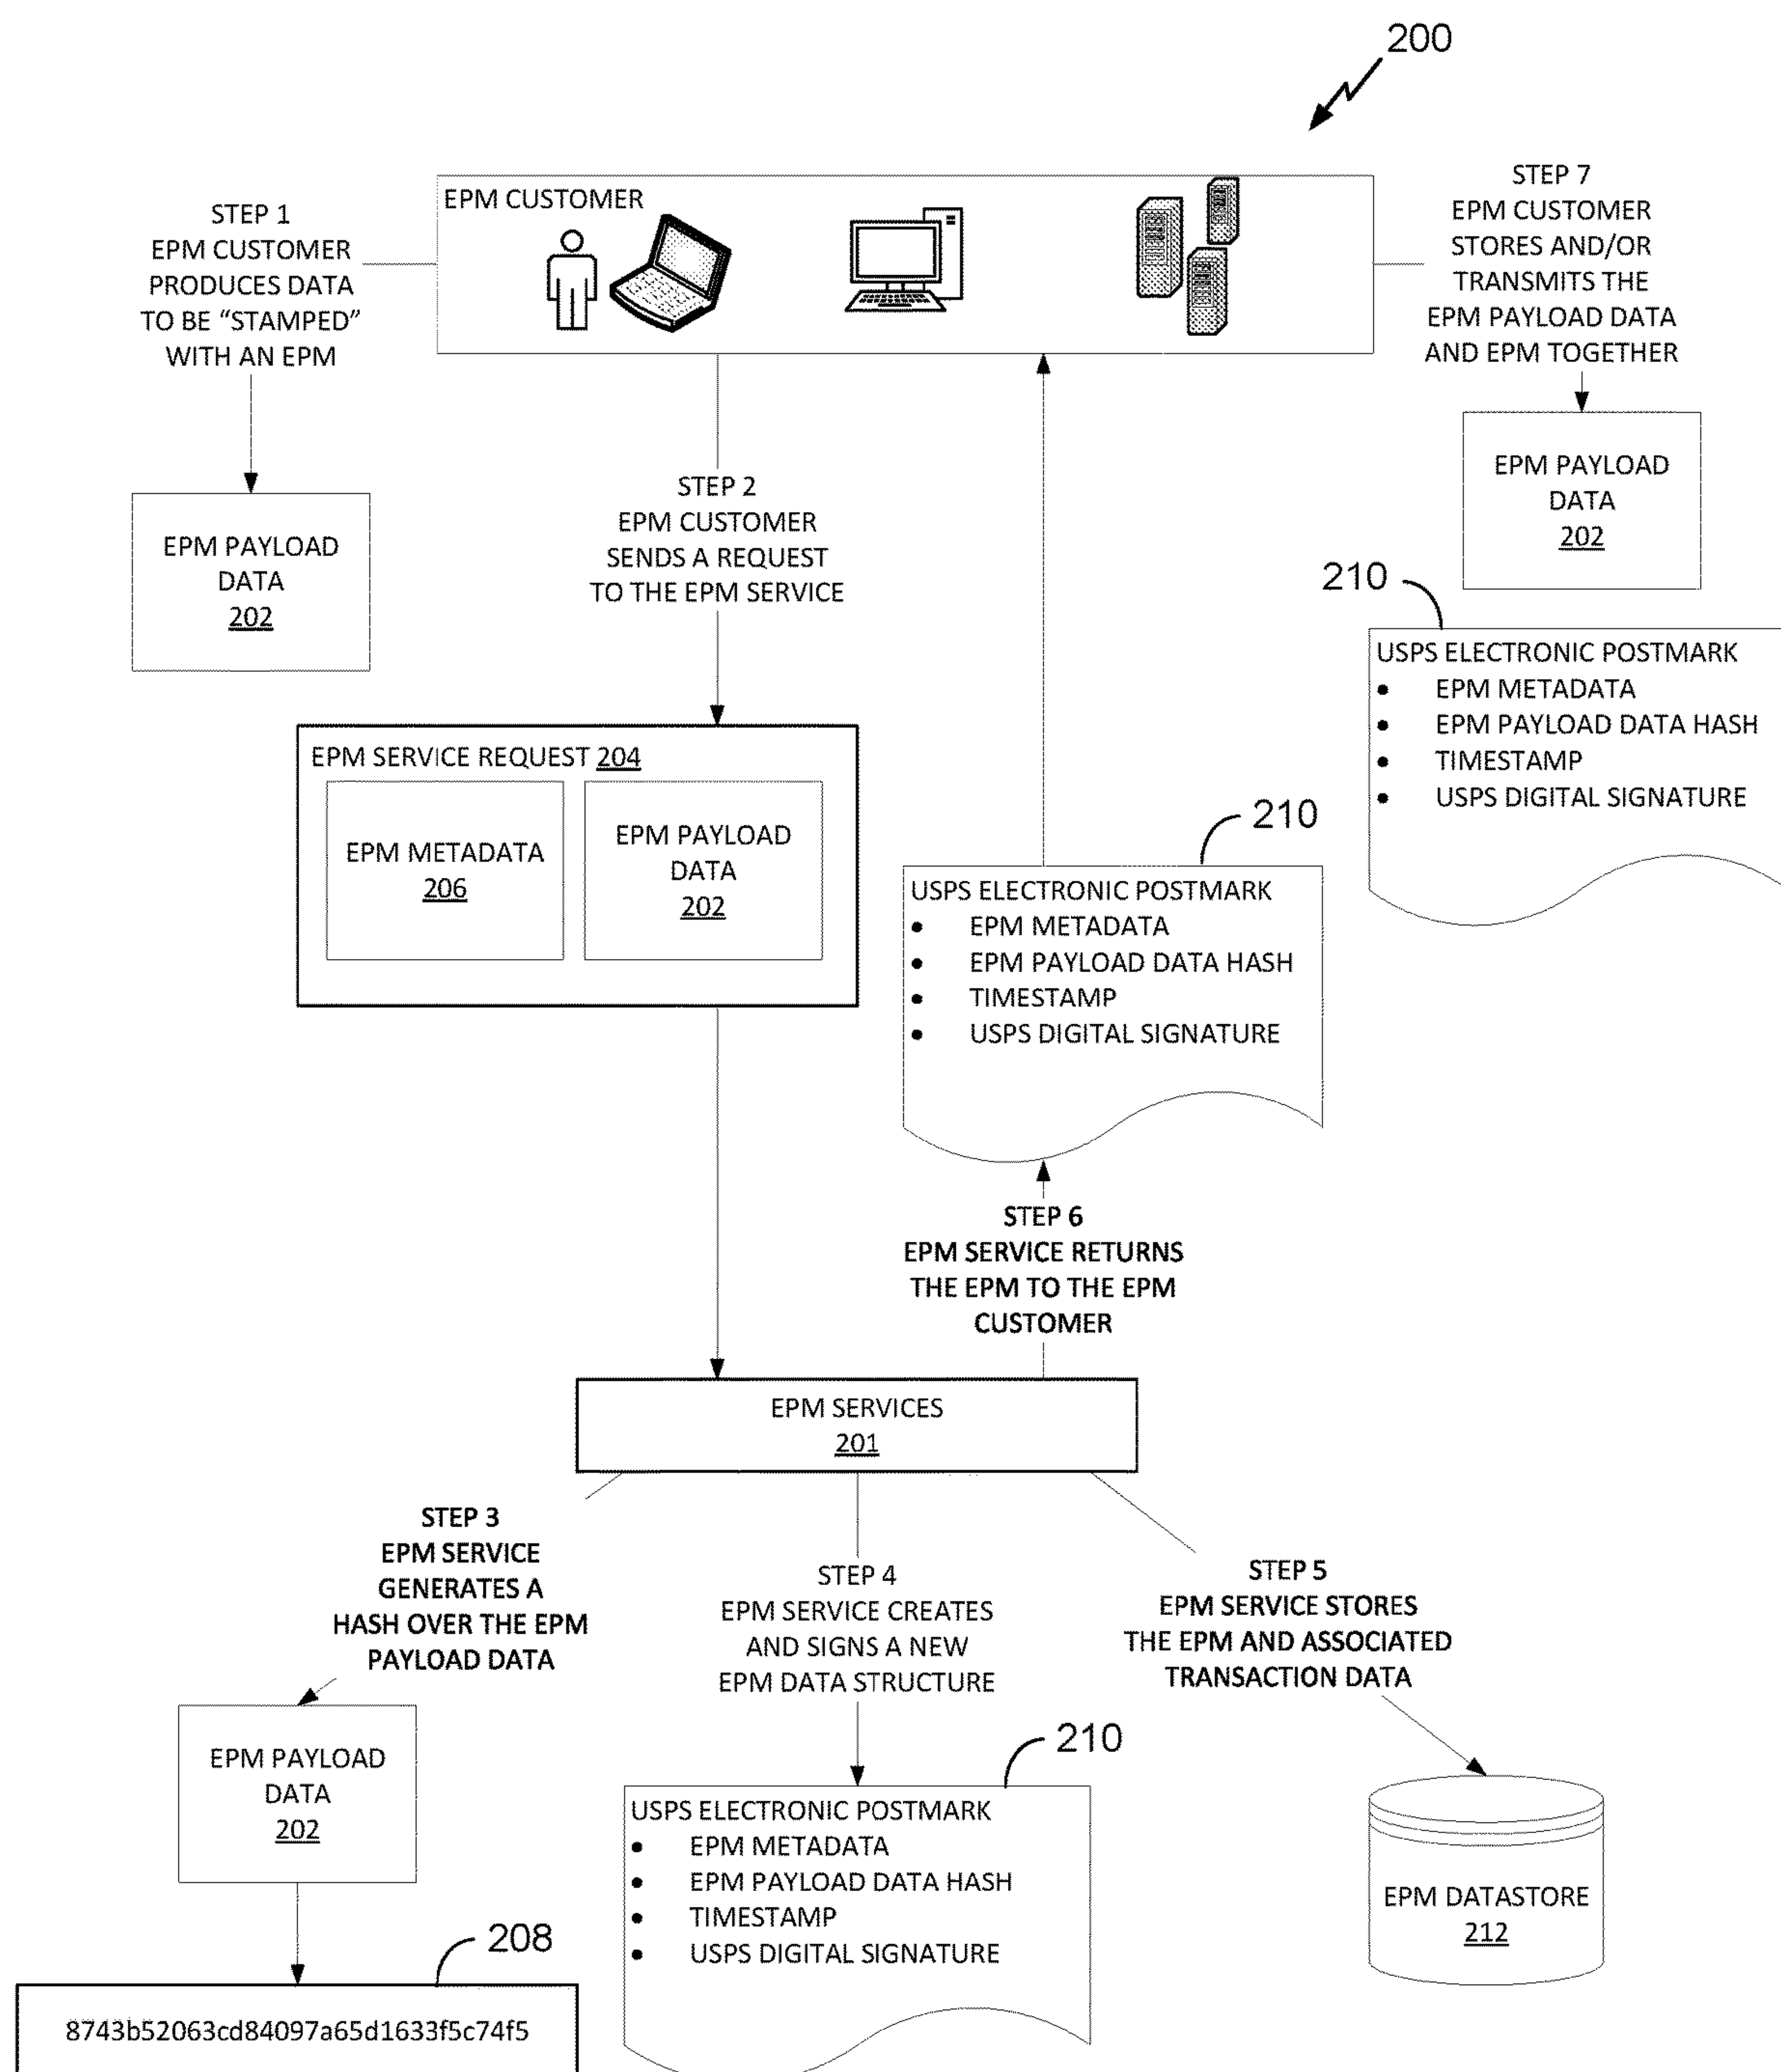 200
EPM CUSTOMER
STEP 1
EPM CUSTOMER
PRODUCES DATA
TO BE “STAMPED”
WITH AN EPM
EPM PAYLOAD
DATA
202
STEP 2
EPM CUSTOMER
SENDS A REQUEST
TO THE EPM SERVICE
STEP 7
EPM CUSTOMER
STORES AND/OR
TRANSMITS THE
EPM PAYLOAD DATA
AND EPM TOGETHER
EPM PAYLOAD
DATA
202
210
USPS ELECTRONIC POSTMARK
• EPM METADATA
• EPM PAYLOAD DATA HASH
• TIMESTAMP
• USPS DIGITAL SIGNATURE
EPM SERVICE REQUEST 204
EPM METADATA
206
EPM PAYLOAD
DATA
202
210
USPS ELECTRONIC POSTMARK
• EPM METADATA
• EPM PAYLOAD DATA HASH
• TIMESTAMP
• USPS DIGITAL SIGNATURE
STEP 6
EPM SERVICE RETURNS
THE EPM TO THE EPM
CUSTOMER
EPM SERVICES
201
STEP 3
EPM SERVICE
GENERATES A
HASH OVER THE EPM
PAYLOAD DATA
EPM PAYLOAD
DATA
202
208
8743b52063cd84097a65d1633f5c74f5
STEP 4
EPM SERVICE CREATES
AND SIGNS A NEW
EPM DATA STRUCTURE
210
USPS ELECTRONIC POSTMARK
• EPM METADATA
• EPM PAYLOAD DATA HASH
• TIMESTAMP
• USPS DIGITAL SIGNATURE
STEP 5
EPM SERVICE STORES
THE EPM AND ASSOCIATED
TRANSACTION DATA
EPM DATASTORE
212